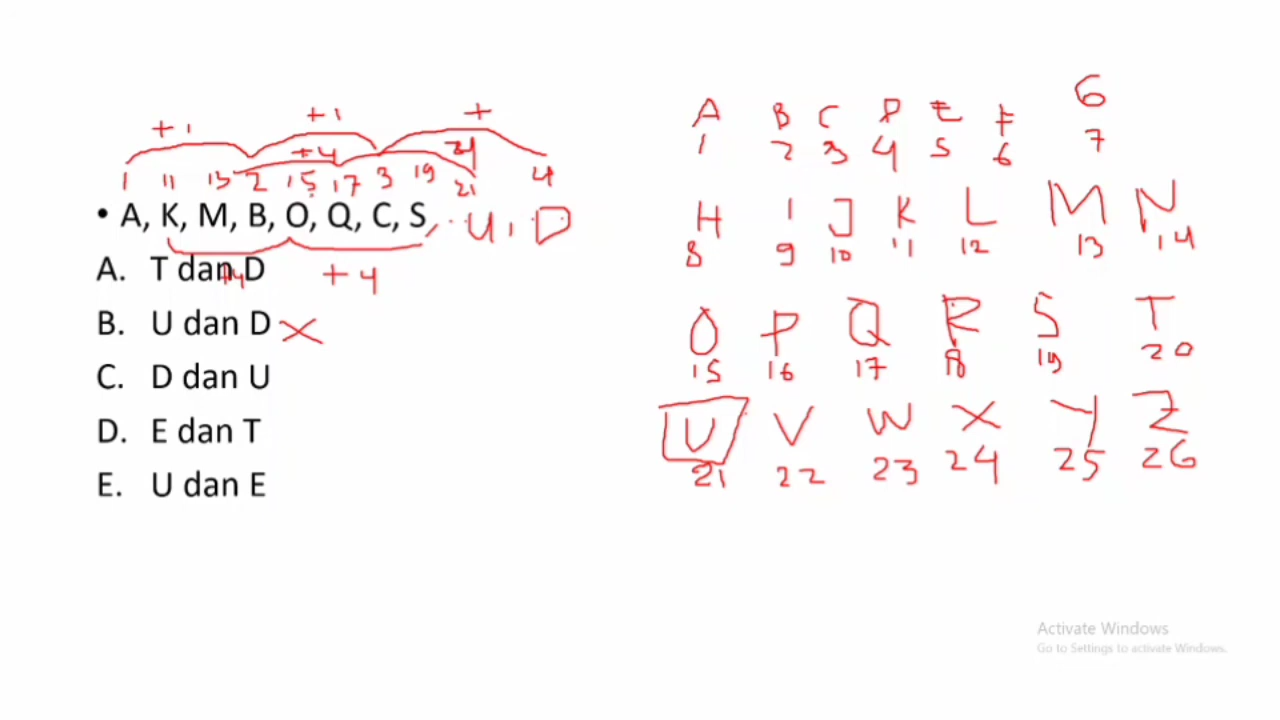 +1 +1 +
+4 21
1 11 13 2 15 17 3 19 21 4
• A, K, M, B, O, Q, C, S, .. U, D
+4 +4
A. T dan D
B. U dan D X
C. D dan U
D. E dan T
E. U dan E
A B C D E F G
1 2 3 4 5 6 7
H I J K L M N
8 9 10 11 12 13 14
O P Q R S T
15 16 17 18 19 20
U V W X Y Z
21 22 23 24 25 26
Activate Windows
Go to Settings to activate Windows.